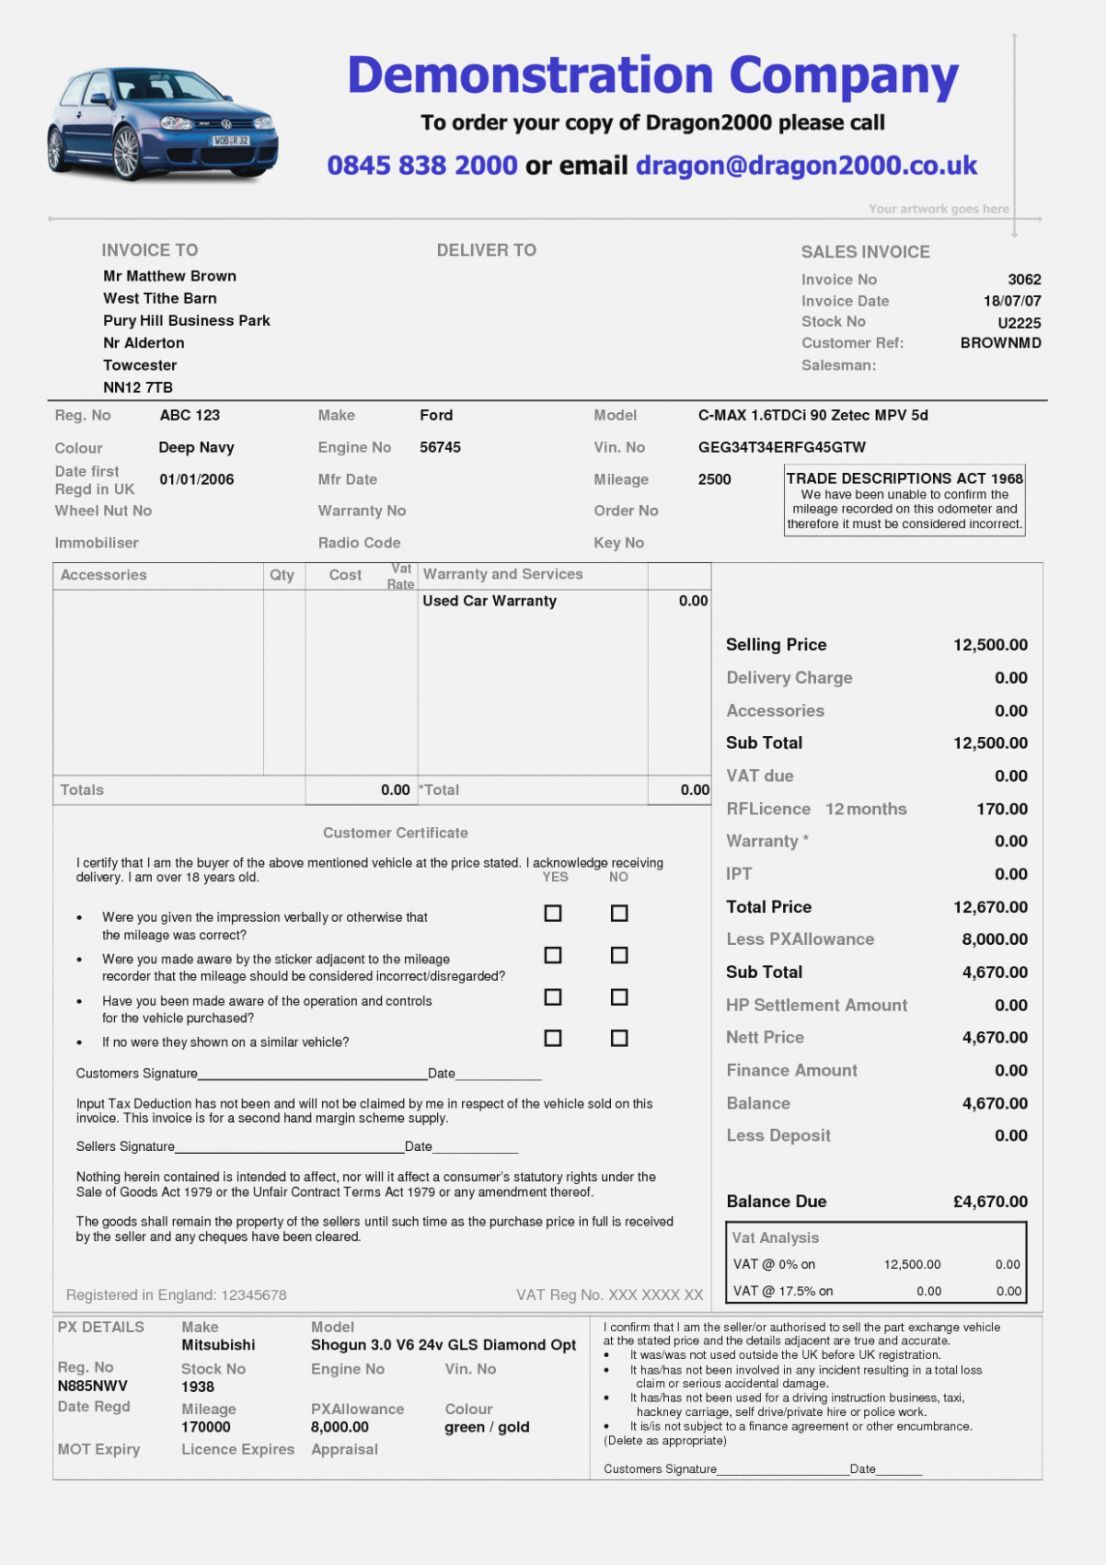 Demonstration Company
To order your copy of Dragon2000 please call
0845 838 2000 or email dragon@dragon2000.co.uk
WOB R 32
Your artwork goes here
INVOICE TO
Mr Matthew Brown
West Tithe Barn
Pury Hill Business Park
Nr Alderton
Towcester
NN12 7TB
DELIVER TO
SALES INVOICE
Invoice No 3062
Invoice Date 18/07/07
Stock No U2225
Customer Ref: BROWNMD
Salesman:
Reg. No ABC 123 Make Ford Model C-MAX 1.6TDCi 90 Zetec MPV 5d
Colour Deep Navy Engine No 56745 Vin. No GEG34T34ERFG45GTW
Date first
Regd in UK 01/01/2006 Mfr Date Mileage 2500
Wheel Nut No Warranty No Order No
Immobiliser Radio Code Key No
TRADE DESCRIPTIONS ACT 1968
We have been unable to confirm the
mileage recorded on this odometer and
therefore it must be considered incorrect.
Accessories Qty Cost Vat Rate Warranty and Services
Used Car Warranty 0.00
Totals 0.00 *Total 0.00
Selling Price 12,500.00
Delivery Charge 0.00
Accessories 0.00
Sub Total 12,500.00
VAT due 0.00
RFLicence 12 months 170.00
Warranty * 0.00
IPT 0.00
Total Price 12,670.00
Less PXAllowance 8,000.00
Sub Total 4,670.00
HP Settlement Amount 0.00
Nett Price 4,670.00
Finance Amount 0.00
Balance 4,670.00
Less Deposit 0.00
Balance Due £4,670.00
Vat Analysis
VAT @ 0% on 12,500.00 0.00
VAT @ 17.5% on 0.00 0.00
Customer Certificate
I certify that I am the buyer of the above mentioned vehicle at the price stated. I acknowledge receiving
delivery. I am over 18 years old. YES NO
• Were you given the impression verbally or otherwise that
the mileage was correct?
• Were you made aware by the sticker adjacent to the mileage
recorder that the mileage should be considered incorrect/disregarded?
• Have you been made aware of the operation and controls
for the vehicle purchased?
• If no were they shown on a similar vehicle?
Customers Signature Date
Input Tax Deduction has not been and will not be claimed by me in respect of the vehicle sold on this
invoice. This invoice is for a second hand margin scheme supply.
Sellers Signature Date
Nothing herein contained is intended to affect, nor will it affect a consumer's statutory rights under the
Sale of Goods Act 1979 or the Unfair Contract Terms Act 1979 or any amendment thereof.
The goods shall remain the property of the sellers until such time as the purchase price in full is received
by the seller and any cheques have been cleared.
Registered in England: 12345678 VAT Reg No. XXX XXXX XX
PX DETAILS Make Model
Mitsubishi Shogun 3.0 V6 24v GLS Diamond Opt
Reg. No Stock No Engine No Vin. No
N885NWV 1938
Date Regd Mileage PXAllowance Colour
170000 8,000.00 green / gold
MOT Expiry Licence Expires Appraisal
I confirm that I am the seller/or authorised to sell the part exchange vehicle
at the stated price and the details adjacent are true and accurate.
• It was/was not used outside the UK before UK registration.
• It has/has not been involved in any incident resulting in a total loss
claim or serious accidental damage.
• It has/has not been used for a driving instruction business, taxi,
hackney carriage, self drive/private hire or police work.
• It is/is not subject to a finance agreement or other encumbrance.
(Delete as appropriate)
Customers Signature Date